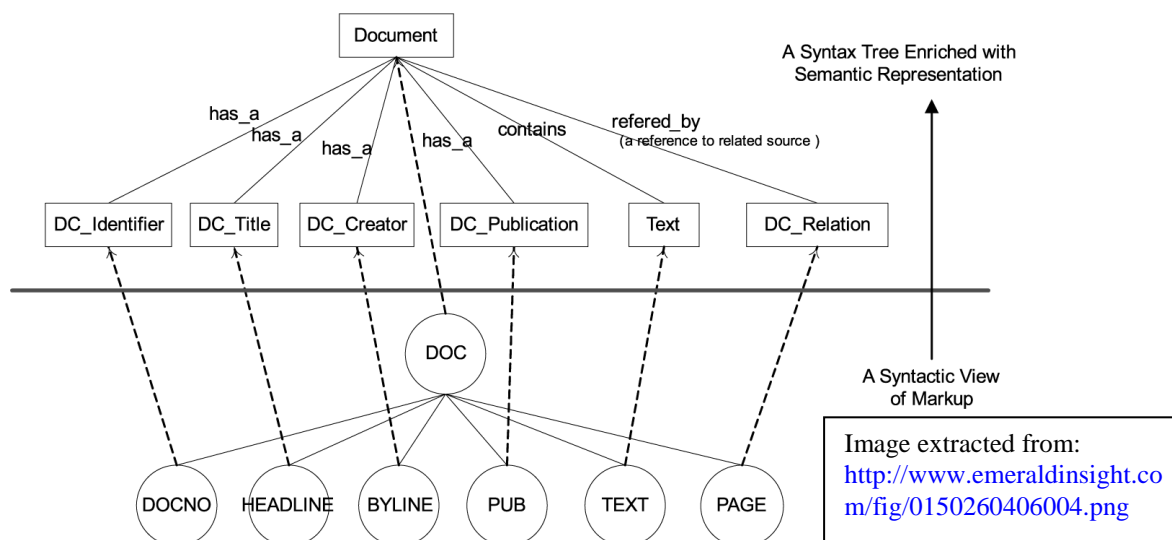 Document
A Syntax Tree Enriched with
Semantic Representation
has_a
has_a
has_a
has_a
contains
refered_by
(a reference to related source )
DC_Identifier
DC_Title
DC_Creator
DC_Publication
Text
DC_Relation
DOC
A Syntactic View
of Markup
DOCNO
HEADLINE
BYLINE
PUB
TEXT
PAGE
Image extracted from:
http://www.emeraldinsight.co
m/fig/0150260406004.png